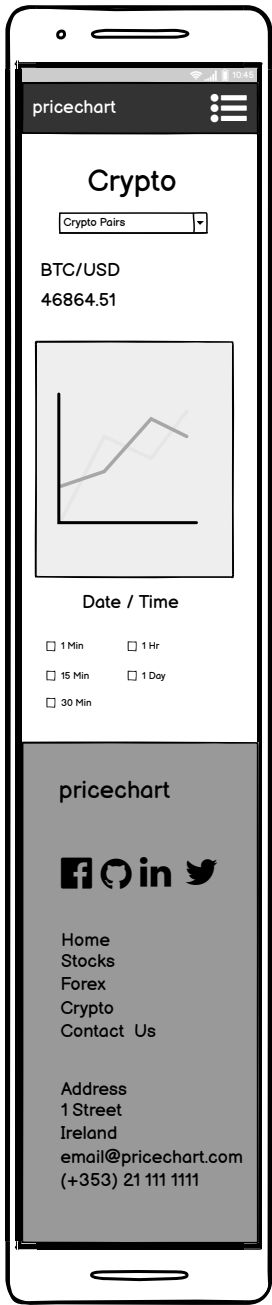 10:45
pricechart
Crypto
Crypto Pairs
BTC/USD
46864.51
Date / Time
1 Min
1 Hr
15 Min
1 Day
30 Min
pricechart
Home
Stocks
Forex
Crypto
Contact Us
Address
1 Street
Ireland
email@pricechart.com
(+353) 21 111 1111